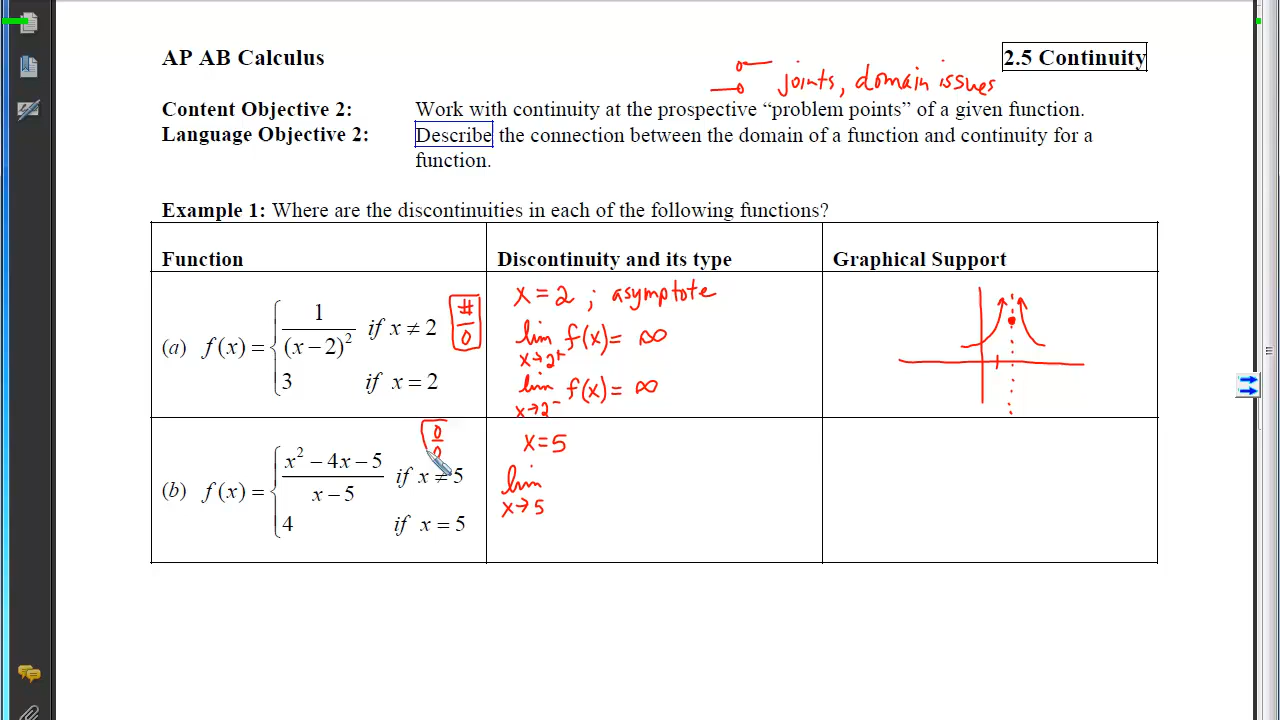 AP AB Calculus
2.5 Continuity
joints, domain issues
Content Objective 2: Work with continuity at the prospective “problem points” of a given function.
Language Objective 2: Describe the connection between the domain of a function and continuity for a
function.
Example 1: Where are the discontinuities in each of the following functions?
Function
Discontinuity and its type
Graphical Support
(a) f(x) = { 1/(x−2)² if x ≠ 2
3 if x = 2
#/0
x = 2 ; asymptote
lim x→2⁺ f(x) = ∞
lim x→2⁻ f(x) = ∞
(b) f(x) = { x² − 4x − 5 / x − 5 if x ≠ 5
4 if x = 5
0/0
x = 5
lim x→5